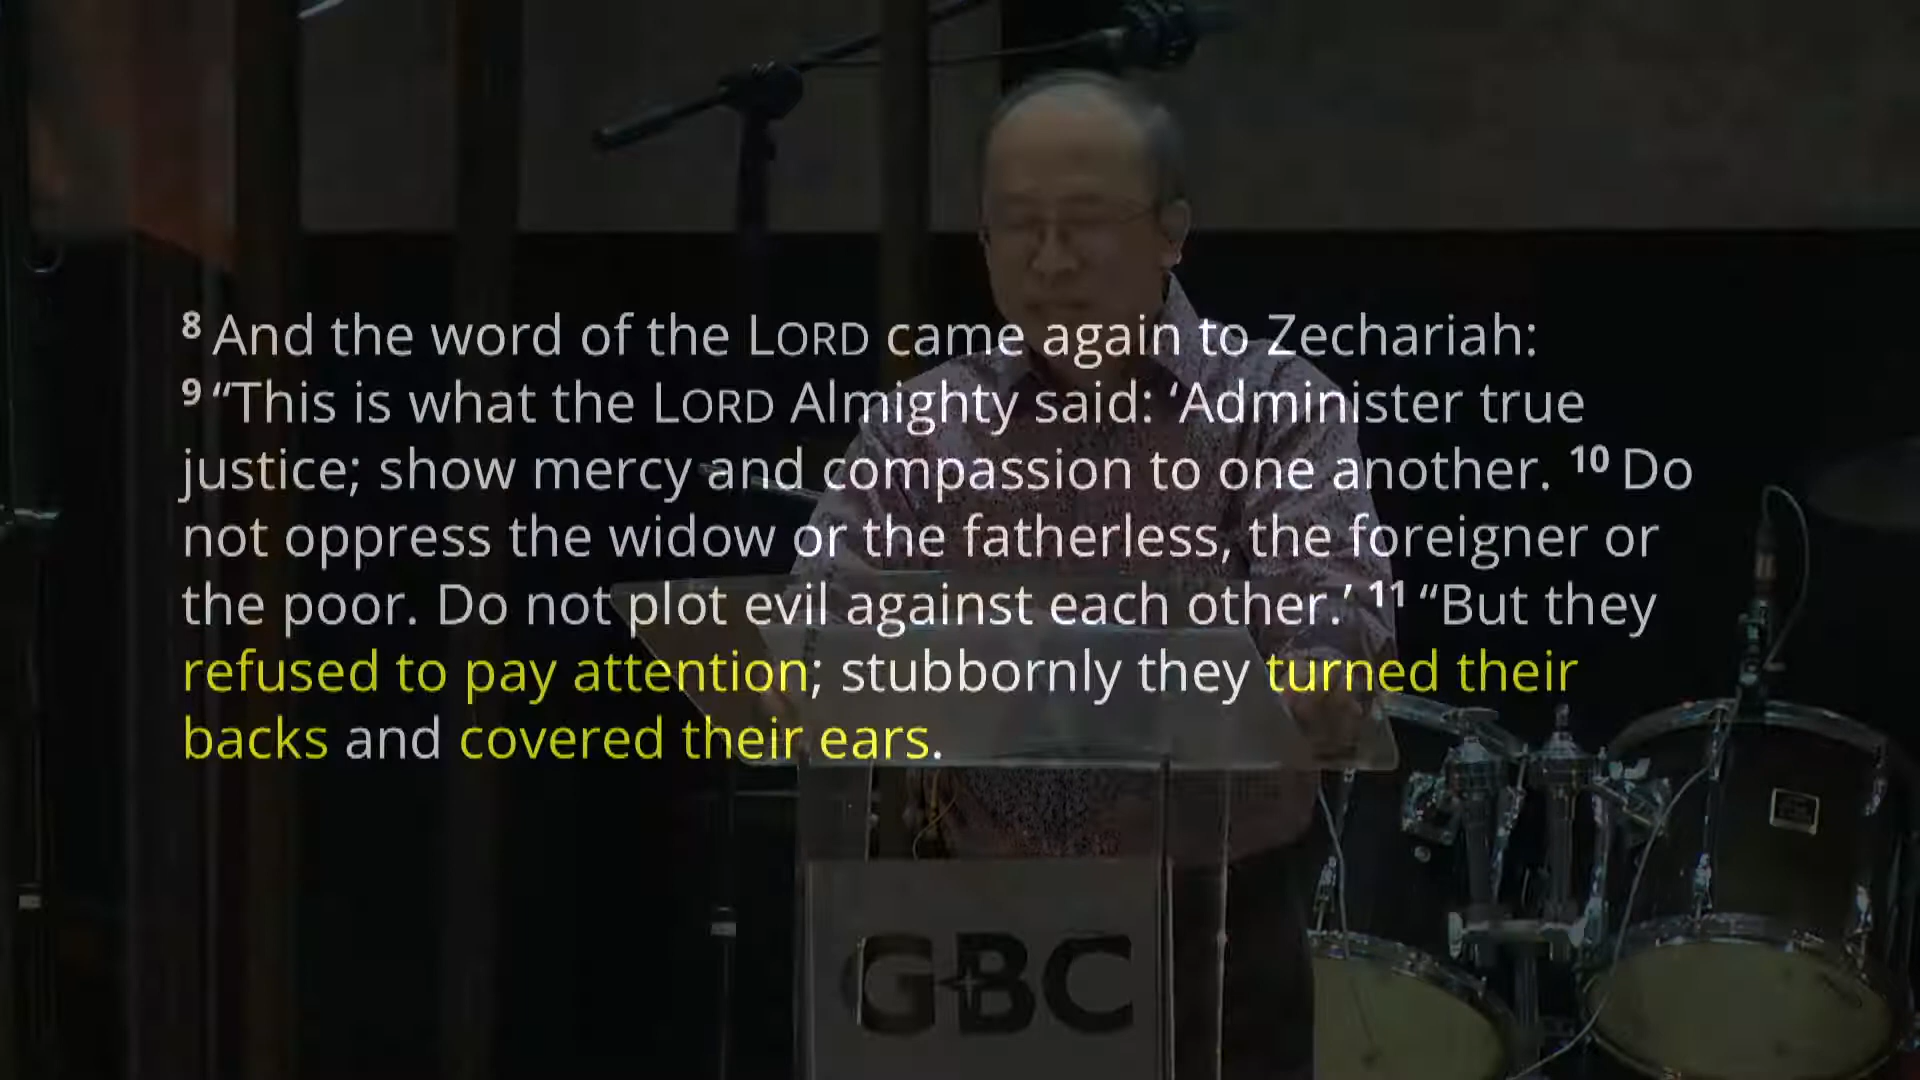 8 And the word of the LORD came again to Zechariah:
9 “This is what the LORD Almighty said: ‘Administer true
justice; show mercy and compassion to one another. 10 Do
not oppress the widow or the fatherless, the foreigner or
the poor. Do not plot evil against each other.’ 11 “But they
refused to pay attention; stubbornly they turned their
backs and covered their ears.
GBC